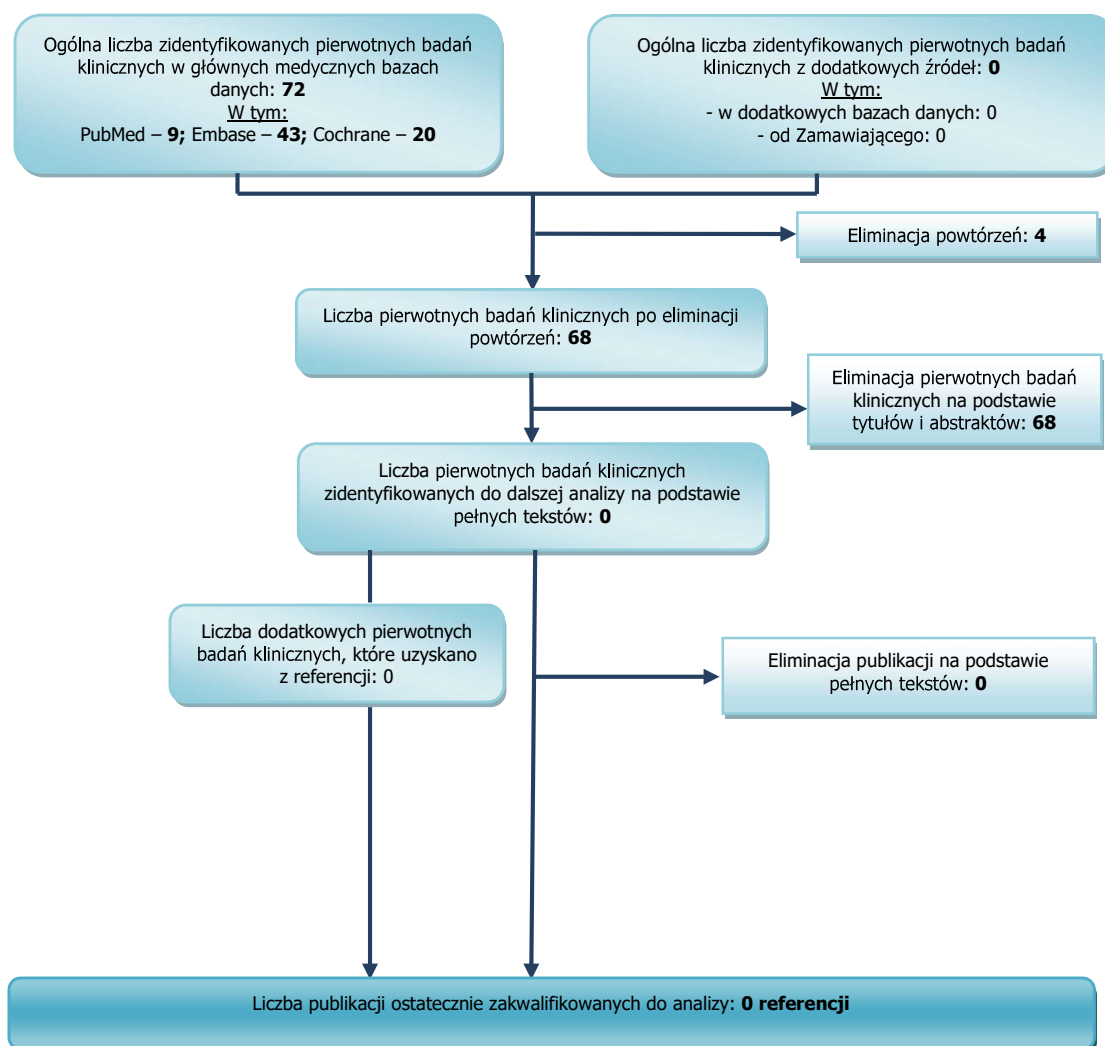 Ogólna liczba zidentyfikowanych pierwotnych badań
klinicznych w głównych medycznych bazach
danych: 72
W tym:
PubMed – 9; Embase – 43; Cochrane – 20
Ogólna liczba zidentyfikowanych pierwotnych badań
klinicznych z dodatkowych źródeł: 0
W tym:
- w dodatkowych bazach danych: 0
- od Zamawiającego: 0
Eliminacja powtórzeń: 4
Liczba pierwotnych badań klinicznych po eliminacji
powtórzeń: 68
Eliminacja pierwotnych badań
klinicznych na podstawie
tytułów i abstraktów: 68
Liczba pierwotnych badań klinicznych
zidentyfikowanych do dalszej analizy na podstawie
pełnych tekstów: 0
Liczba dodatkowych pierwotnych
badań klinicznych, które uzyskano
z referencji: 0
Eliminacja publikacji na podstawie
pełnych tekstów: 0
Liczba publikacji ostatecznie zakwalifikowanych do analizy: 0 referencji